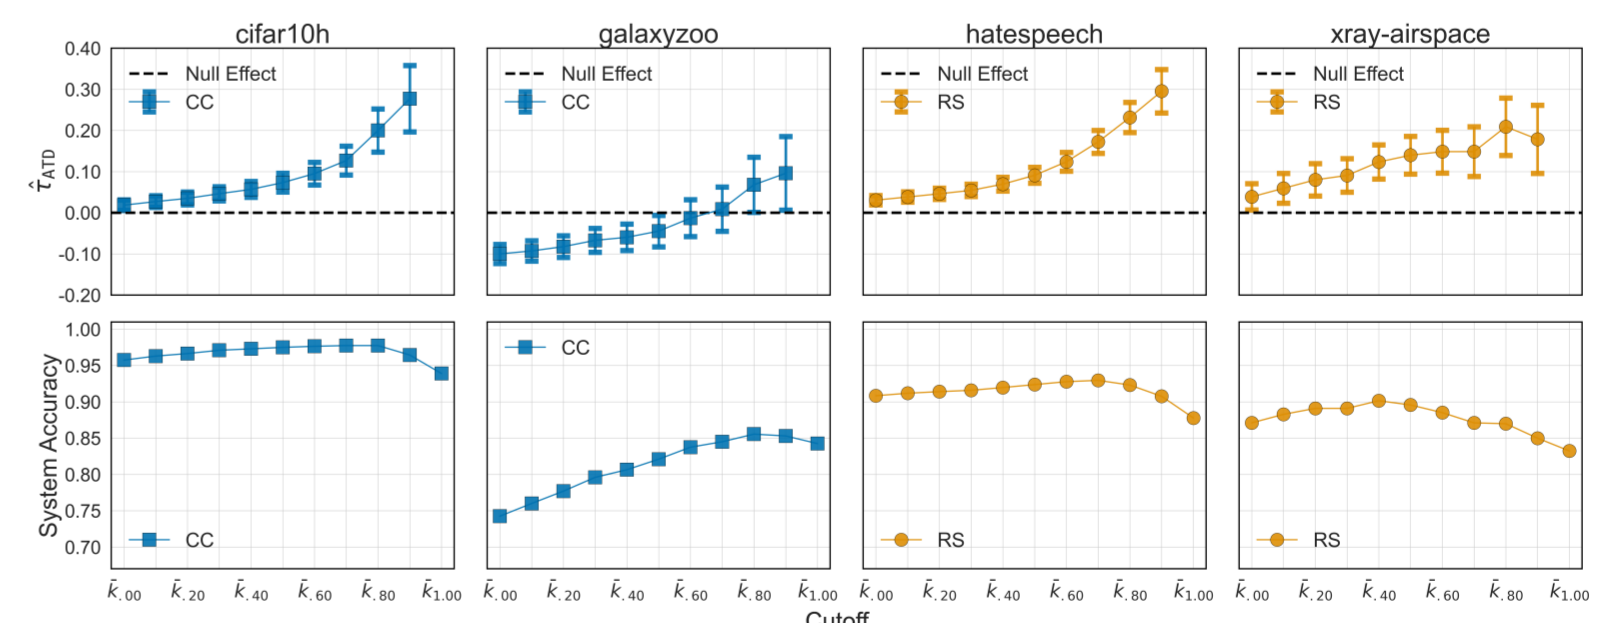 cifar10h galaxyzoo hatespeech xray-airspace
0.40
0.30
0.20
0.10
0.00
-0.10
-0.20
τ̂ATD
Null Effect
CC
Null Effect
CC
Null Effect
RS
Null Effect
RS
1.00
0.95
0.90
0.85
0.80
0.75
0.70
System Accuracy
CC
CC
RS
RS
k̄.00 k̄.20 k̄.40 k̄.60 k̄.80 k̄1.00 k̄.00 k̄.20 k̄.40 k̄.60 k̄.80 k̄1.00 k̄.00 k̄.20 k̄.40 k̄.60 k̄.80 k̄1.00 k̄.00 k̄.20 k̄.40 k̄.60 k̄.80 k̄1.00
Cutoff